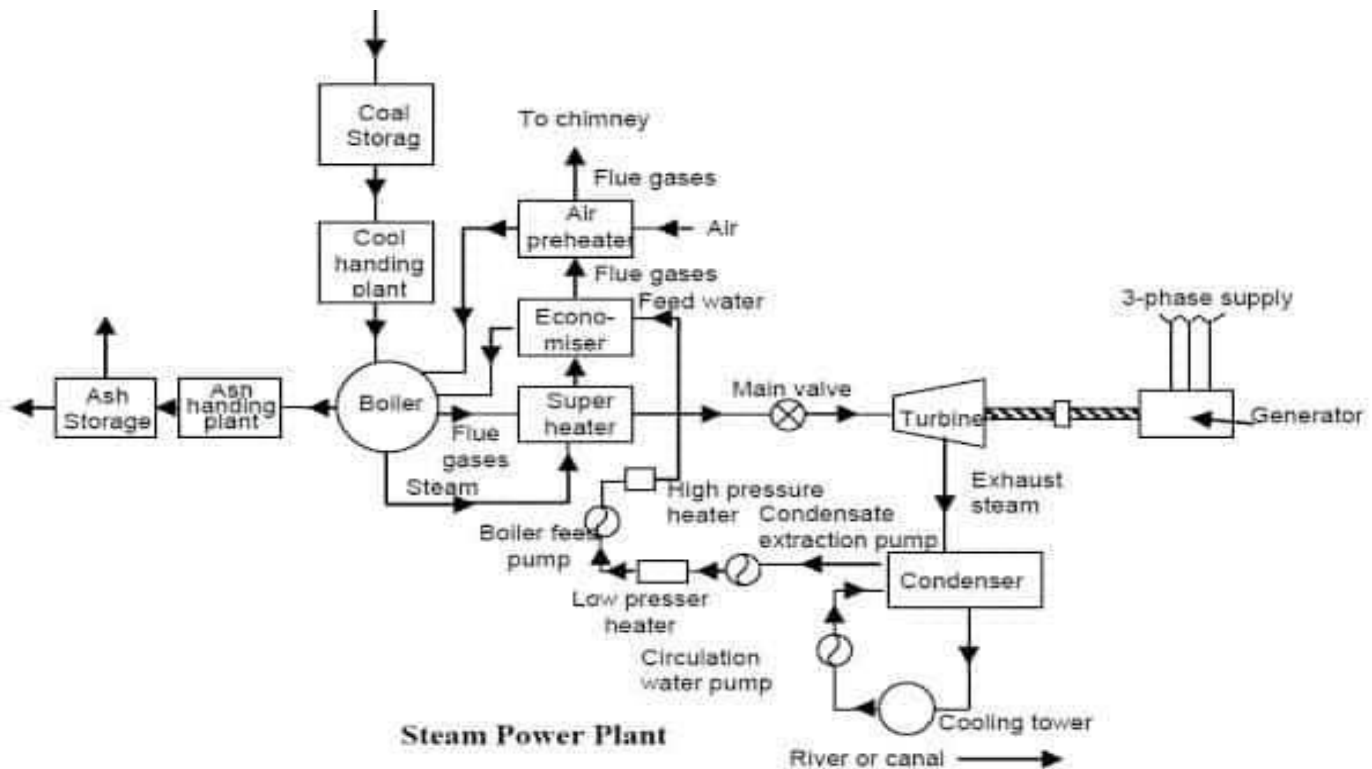 Coal
Storag
To chimney
Flue gases
Air
preheater
Air
Cool
handing
plant
Flue gases
Feed water
Econo-
miser
3-phase supply
Ash
Storage
Ash
handing
plant
Boiler
Super
heater
Main valve
Turbine
Generator
Flue
gases
Steam
High pressure
heater
Exhaust
steam
Boiler feed
pump
Condensate
extraction pump
Condenser
Low presser
heater
Circulation
water pump
Cooling tower
Steam Power Plant
River or canal